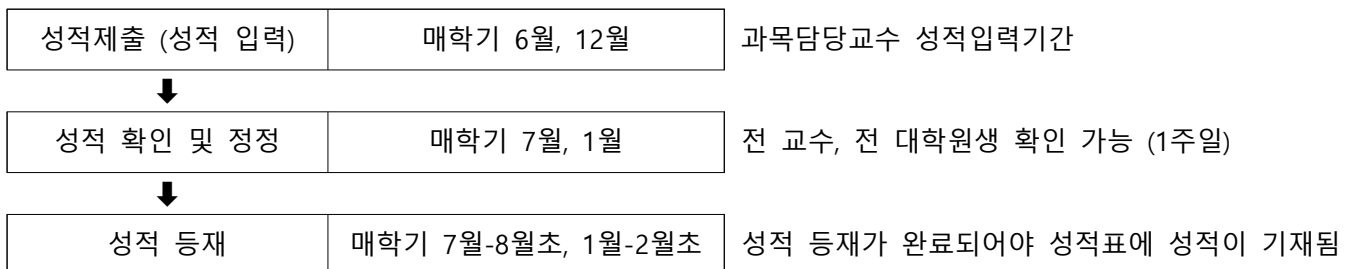 성적제출 (성적 입력) 매학기 6월, 12월 과목담당교수 성적입력기간
성적 확인 및 정정 매학기 7월, 1월 전 교수, 전 대학원생 확인 가능 (1주일)
성적 등재 매학기 7월-8월초, 1월-2월초 성적 등재가 완료되어야 성적표에 성적이 기재됨